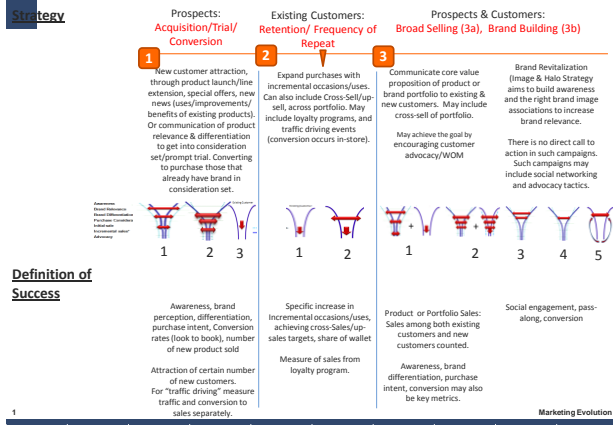 Strategy
Prospects:
Acquisition/Trial/
Conversion
Existing Customers:
Retention/ Frequency of
Repeat
Prospects & Customers:
Broad Selling (3a),  Brand Building (3b)
1
2
3
New customer attraction,
through product launch/line
extension, special offers, new
news (uses/improvements/
benefits of existing products).
Or communication of product
relevance & differentiation
to get into consideration
set/prompt trial. Converting
to purchase those that
already have brand in
consideration set.
Expand purchases with
incremental occasions/uses.
Can also include Cross-Sell/up-
sell, across portfolio. May
include loyalty programs, and
traffic driving events
(conversion occurs in-store).
Communicate core value
proposition of product or
brand portfolio to existing &
new customers.  May include
cross-sell of portfolio.
May achieve the goal by
encouraging customer
advocacy/WOM
Brand Revitalization
(Image & Halo Strategy
aims to build awareness
and the right brand image
associations to increase
brand relevance.
There is no direct call to
action in such campaigns.
Such campaigns may
include social networking
and advocacy tactics.
Awareness
Brand Relevance
Brand Differentiation
Purchase Condition
Initial sale
Incremental sales*
Advocacy
+
+
1
2
3
1
2
1
2
3
4
5
Definition of
Success
Awareness, brand
perception, differentiation,
purchase intent, Conversion
rates (look to book), number
of new product sold
Attraction of certain number
of new customers.
For "traffic driving" measure
traffic and conversion to
sales separately.
Specific increase in
Incremental occasions/uses,
achieving cross-Sales/up-
sales targets, share of wallet
Measure of sales from
loyalty program.
Product  or Portfolio Sales:
Sales among both existing
customers and new
customers counted.
Awareness, brand
differentiation, purchase
intent, conversion may also
be key metrics.
Social engagement, pass-
along, conversion
1
Marketing Evolution